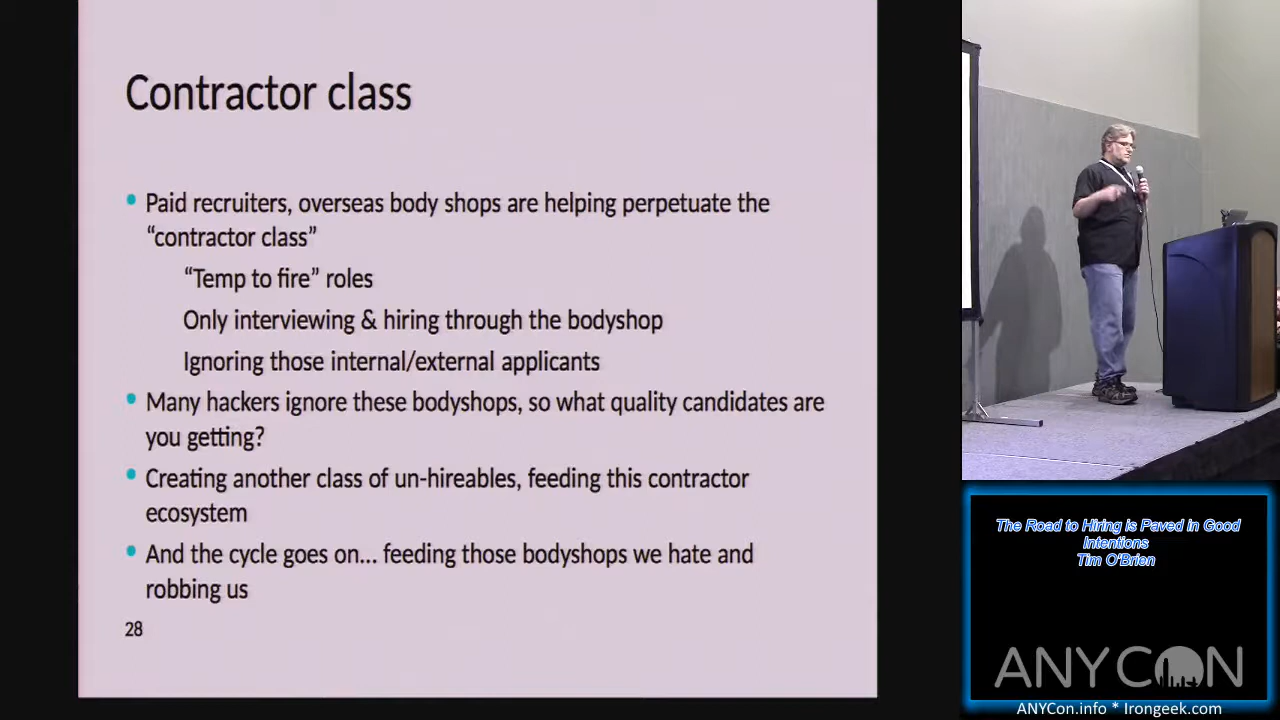 Contractor class
• Paid recruiters, overseas body shops are helping perpetuate the
“contractor class”
“Temp to fire” roles
Only interviewing & hiring through the bodyshop
Ignoring those internal/external applicants
• Many hackers ignore these bodyshops, so what quality candidates are
you getting?
• Creating another class of un-hireables, feeding this contractor
ecosystem
• And the cycle goes on... feeding those bodyshops we hate and
robbing us
28
The Road to Hiring is Paved in Good
Intentions
Tim O'Brien
ANYCON
ANYCon.info * Irongeek.com